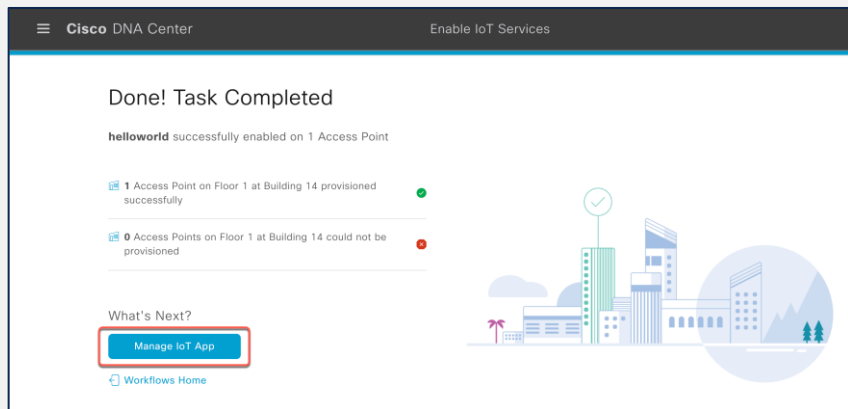 Cisco DNA Center
Enable IoT Services
Done! Task Completed
helloworld successfully enabled on 1 Access Point
1 Access Point on Floor 1 at Building 14 provisioned
successfully
0 Access Points on Floor 1 at Building 14 could not be
provisioned
What's Next?
Manage IoT App
Workflows Home